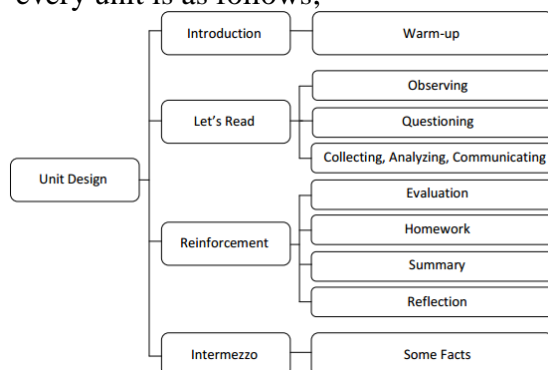 every unit is as follows;
Introduction
Warm-up
Let's Read
Observing
Questioning
Collecting, Analyzing, Communicating
Unit Design
Reinforcement
Evaluation
Homework
Summary
Reflection
Intermezzo
Some Facts